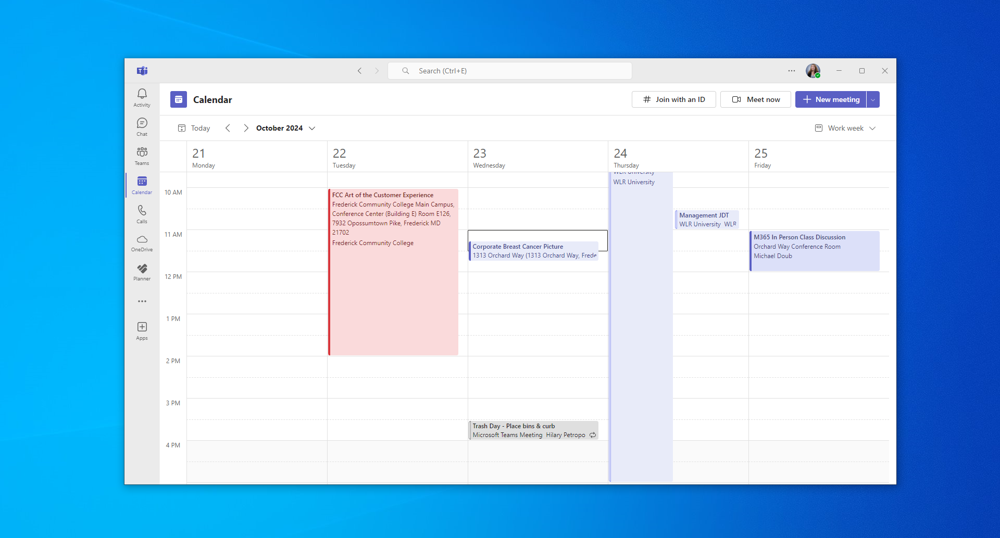 Search (Ctrl+E)
Activity
Chat
Teams
Calendar
Calls
OneDrive
Planner
Apps
Calendar
Join with an ID
Meet now
New meeting
Today
October 2024
Work week
21
Monday
22
Tuesday
23
Wednesday
24
Thursday
25
Friday
10 AM
11 AM
12 PM
1 PM
2 PM
3 PM
4 PM
FCC Art of the Customer Experience
Frederick Community College Main Campus,
Conference Center (Building E) Room E126,
7932 Opossumtown Pike, Frederick MD
21702
Frederick Community College
Corporate Breast Cancer Picture
1313 Orchard Way (1313 Orchard Way, Frede
Trash Day - Place bins & curb
Microsoft Teams Meeting Hilary Petropo
WLR University
WLR University
Management JDT
WLR University WLR
M365 In Person Class Discussion
Orchard Way Conference Room
Michael Doub